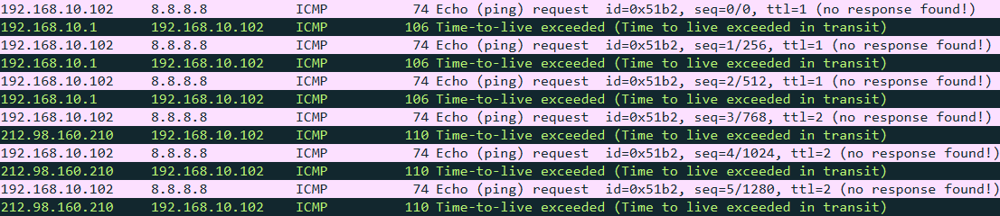 192.168.10.102 8.8.8.8 ICMP 74 Echo (ping) request id=0x51b2, seq=0/0, ttl=1 (no response found!)
192.168.10.1 192.168.10.102 ICMP 106 Time-to-live exceeded (Time to live exceeded in transit)
192.168.10.102 8.8.8.8 ICMP 74 Echo (ping) request id=0x51b2, seq=1/256, ttl=1 (no response found!)
192.168.10.1 192.168.10.102 ICMP 106 Time-to-live exceeded (Time to live exceeded in transit)
192.168.10.102 8.8.8.8 ICMP 74 Echo (ping) request id=0x51b2, seq=2/512, ttl=1 (no response found!)
192.168.10.1 192.168.10.102 ICMP 106 Time-to-live exceeded (Time to live exceeded in transit)
192.168.10.102 8.8.8.8 ICMP 74 Echo (ping) request id=0x51b2, seq=3/768, ttl=2 (no response found!)
212.98.160.210 192.168.10.102 ICMP 110 Time-to-live exceeded (Time to live exceeded in transit)
192.168.10.102 8.8.8.8 ICMP 74 Echo (ping) request id=0x51b2, seq=4/1024, ttl=2 (no response found!)
212.98.160.210 192.168.10.102 ICMP 110 Time-to-live exceeded (Time to live exceeded in transit)
192.168.10.102 8.8.8.8 ICMP 74 Echo (ping) request id=0x51b2, seq=5/1280, ttl=2 (no response found!)
212.98.160.210 192.168.10.102 ICMP 110 Time-to-live exceeded (Time to live exceeded in transit)